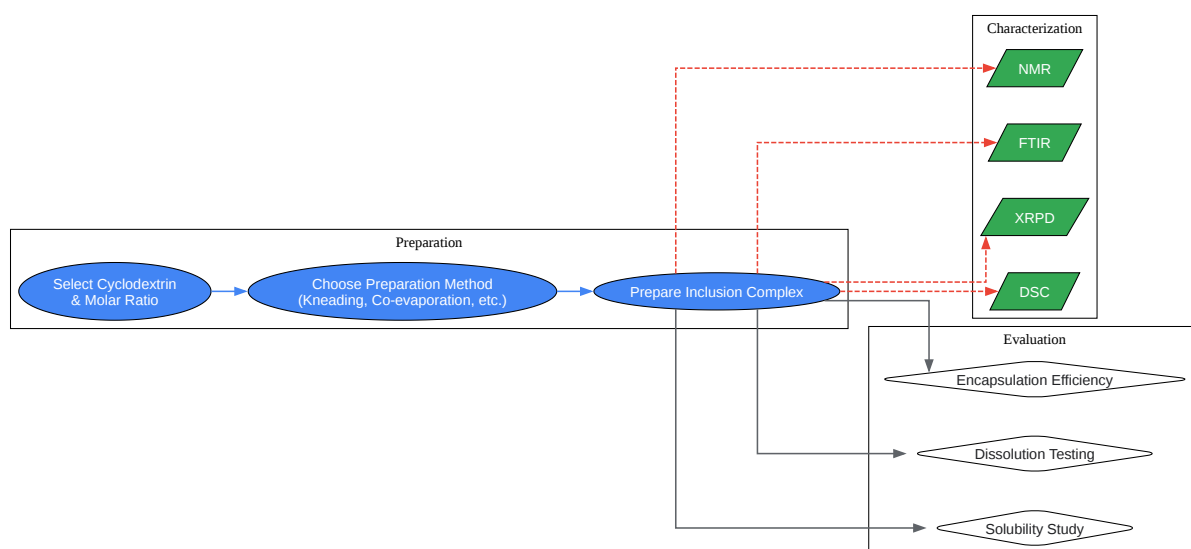 Preparation
Select Cyclodextrin
& Molar Ratio
Choose Preparation Method
(Kneading, Co-evaporation, etc.)
Prepare Inclusion Complex
Characterization
NMR
FTIR
XRPD
DSC
Evaluation
Encapsulation Efficiency
Dissolution Testing
Solubility Study